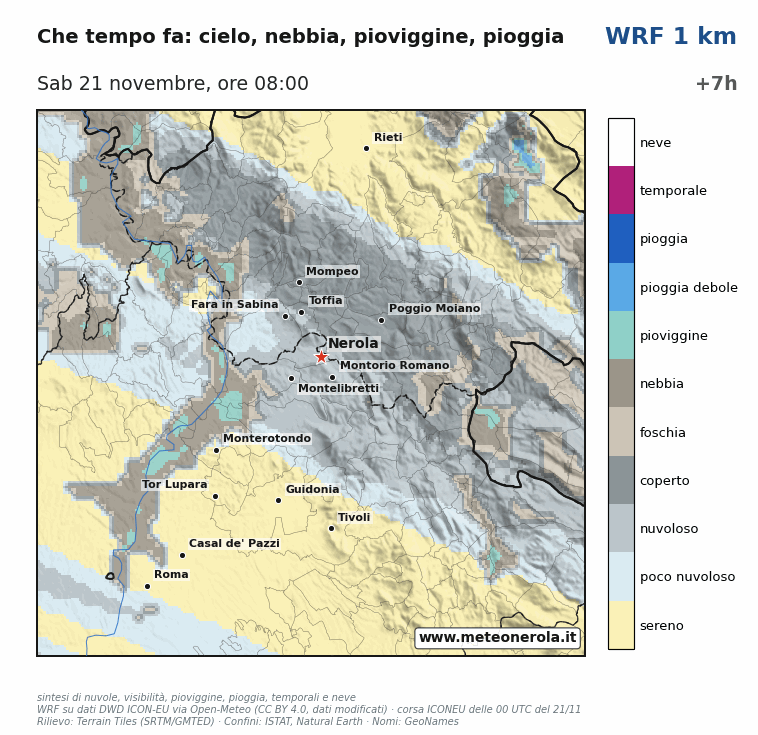 Che tempo fa: cielo, nebbia, pioviggine, pioggia
WRF 1 km
Sab 21 novembre, ore 08:00
+7h
Rieti
Mompeo
Toffia
Fara in Sabina
Poggio Moiano
Nerola
Montorio Romano
Montelibretti
Monterotondo
Tor Lupara
Guidonia
Tivoli
Casal de' Pazzi
Roma
www.meteonerola.it
neve
temporale
pioggia
pioggia debole
pioviggine
nebbia
foschia
coperto
nuvoloso
poco nuvoloso
sereno
sintesi di nuvole, visibilità, pioviggine, pioggia, temporali e neve
WRF su dati DWD ICON-EU via Open-Meteo (CC BY 4.0, dati modificati) · corsa ICONEU delle 00 UTC del 21/11
Rilievo: Terrain Tiles (SRTM/GMTED) · Confini: ISTAT, Natural Earth · Nomi: GeoNames